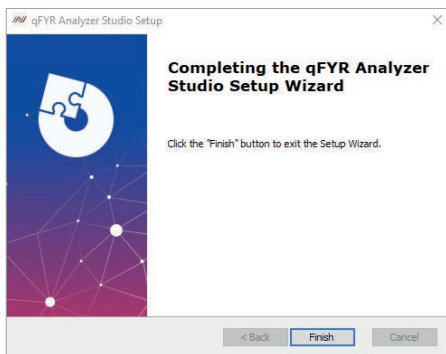 qFYR Analyzer Studio Setup
Completing the qFYR Analyzer
Studio Setup Wizard
Click the "Finish" button to exit the Setup Wizard.
< Back
Finish
Cancel